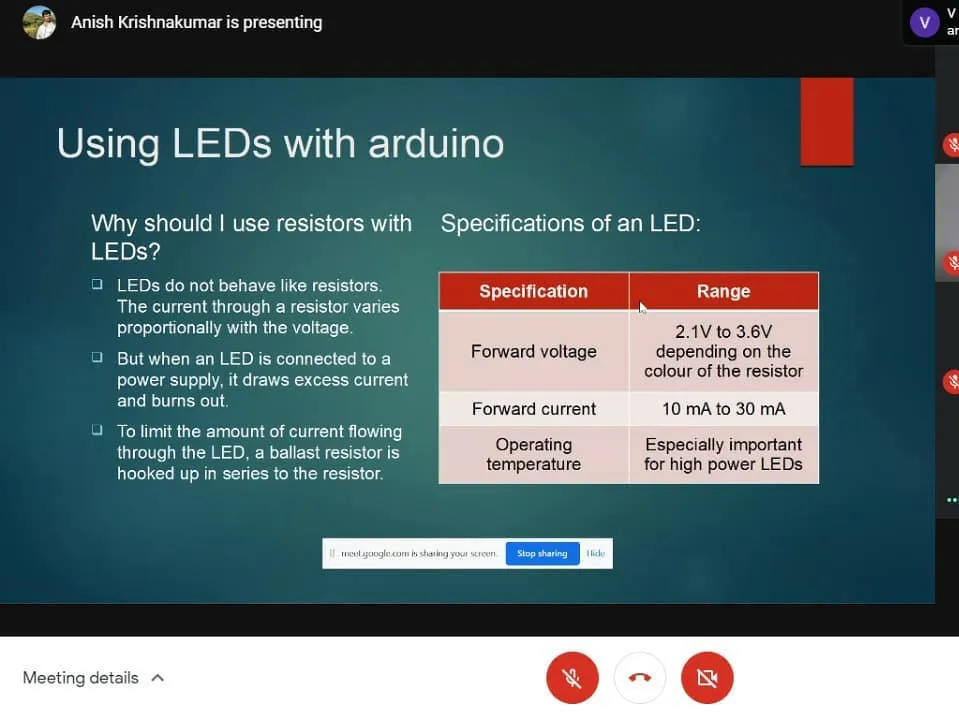 Anish Krishnakumar is presenting
V
V
ar
Using LEDs with arduino
Why should I use resistors with
LEDs?
LEDs do not behave like resistors.
The current through a resistor varies
proportionally with the voltage.
But when an LED is connected to a
power supply, it draws excess current
and burns out.
To limit the amount of current flowing
through the LED, a ballast resistor is
hooked up in series to the resistor.
Specifications of an LED:
Specification Range
Forward voltage 2.1V to 3.6V
depending on the
colour of the resistor
Forward current 10 mA to 30 mA
Operating
temperature
Especially important
for high power LEDs
meet.google.com is sharing your screen. Stop sharing Hide
Meeting details